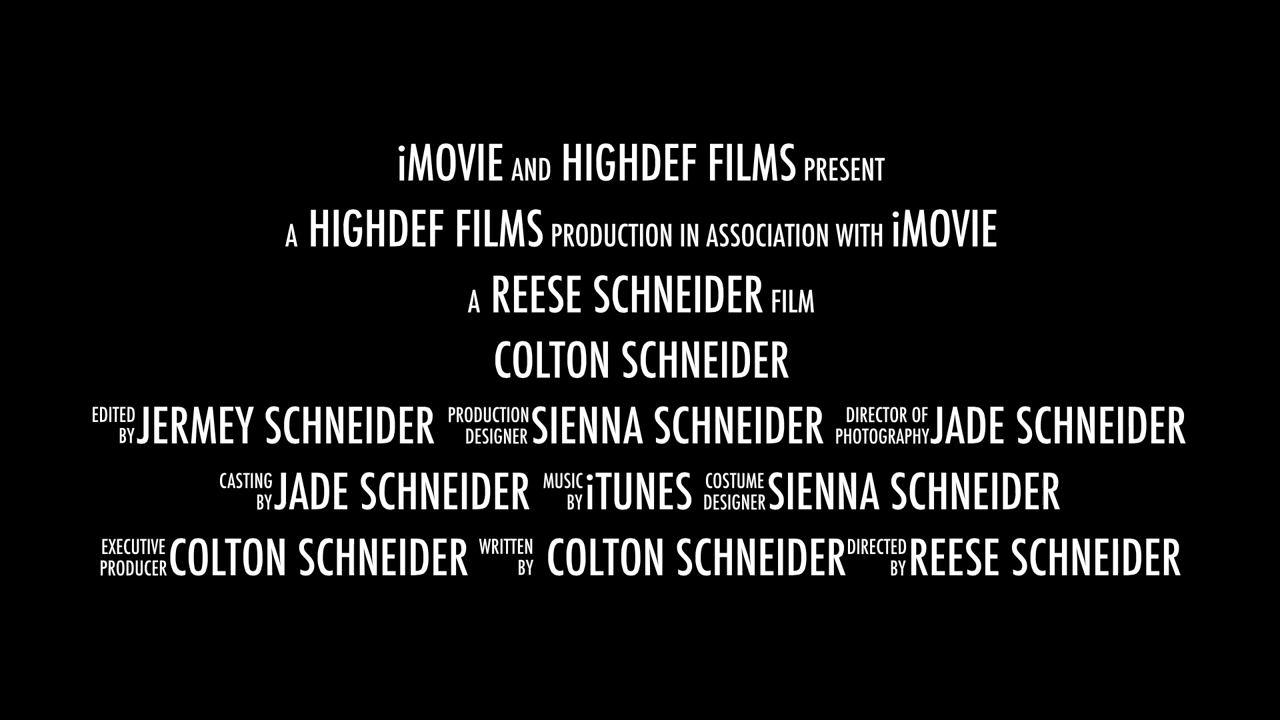 iMOVIE AND HIGHDEF FILMS PRESENT
A HIGHDEF FILMS PRODUCTION IN ASSOCIATION WITH iMOVIE
A REESE SCHNEIDER FILM
COLTON SCHNEIDER
EDITED BY JERMEY SCHNEIDER PRODUCTION DESIGNER SIENNA SCHNEIDER DIRECTOR OF PHOTOGRAPHY JADE SCHNEIDER
CASTING BY JADE SCHNEIDER MUSIC BY iTUNES COSTUME DESIGNER SIENNA SCHNEIDER
EXECUTIVE PRODUCER COLTON SCHNEIDER WRITTEN BY COLTON SCHNEIDER DIRECTED BY REESE SCHNEIDER